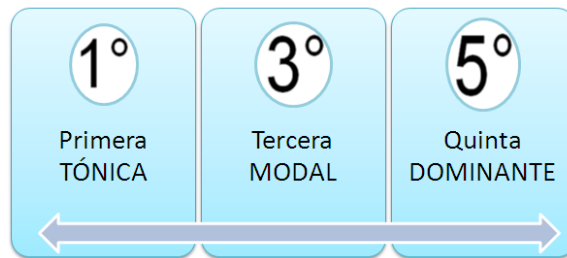 1°
Primera
TÓNICA
3°
Tercera
MODAL
5°
Quinta
DOMINANTE